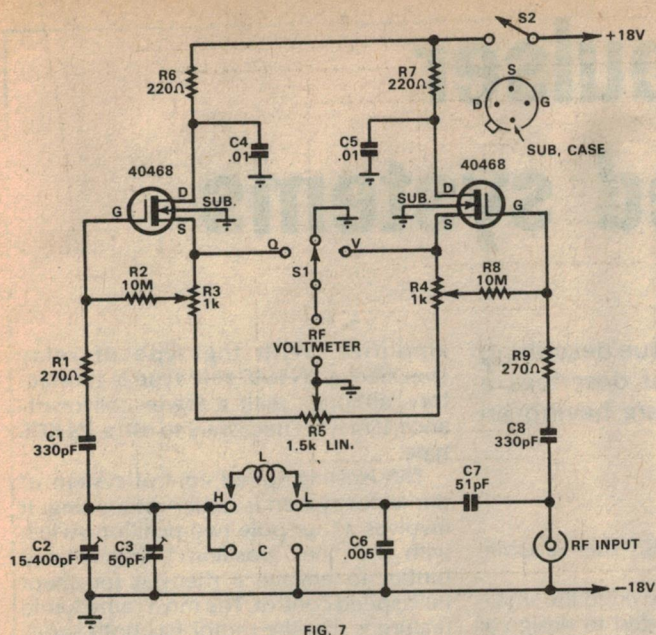 S2
+18V
R6
220Ω
R7
220Ω
S
D
G
SUB, CASE
C4
.01
C5
.01
40468
40468
D
SUB.
G
S
D
SUB.
G
S
Q
S1
V
R2
10M
R3
1k
R4
1k
R8
10M
RF
VOLTMETER
R1
270Ω
R9
270Ω
R5
1.5k LIN.
C1
330pF
C8
330pF
L
C7
51pF
H
L
C2
15-400pF
C3
50pF
C
C6
.005
RF INPUT
−18V
FIG. 7